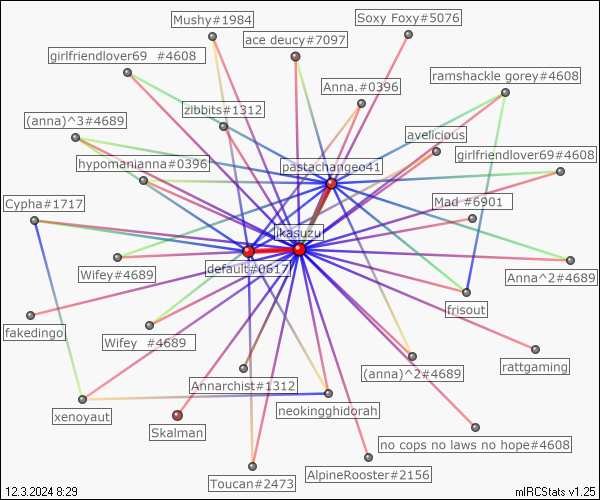 Soxy Foxy#5076
Mushy#1984
ace deucy#7097
girlfriendlover69   #4608
ramshackle gorey#4608
Anna.#0396
zibbits#1312
(anna)^3#4689
avelicious
girlfriendlover69#4608
hypomanianna#0396
pastachangeo41
Cypha#1717
Mad #6901
jkasuzu
default#0617
Wifey#4689
Anna^2#4689
frisout
fakedingo
Wifey   #4689
rattgaming
(anna)^2#4689
Annarchist#1312
neokingghidorah
xenoyaut
Skalman
no cops no laws no hope#4608
AlpineRooster#2156
Toucan#2473
12.3.2024 8:29
mIRCStats v1.25